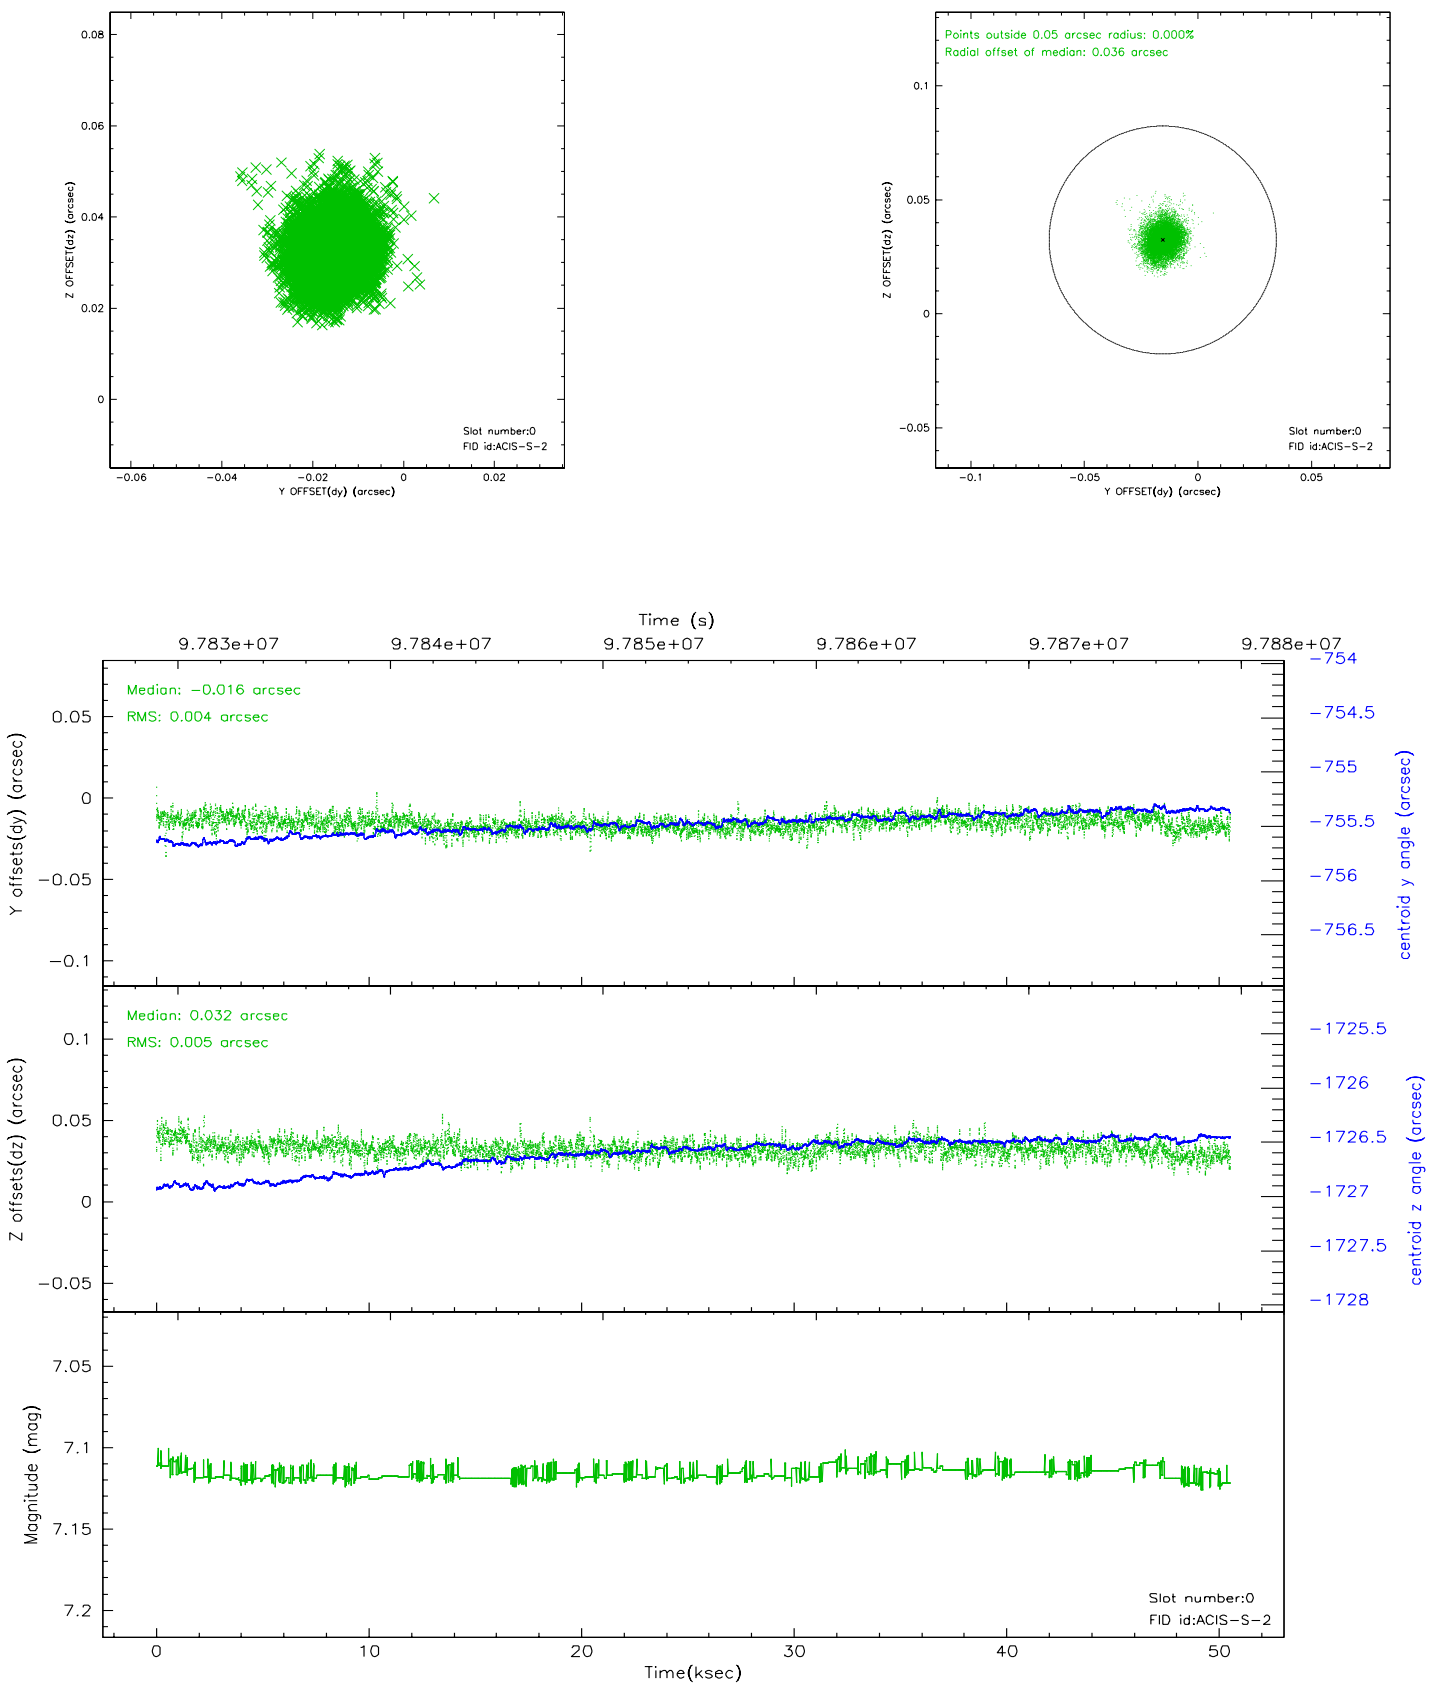 0.08
0.06
0.04
0.02
0
Z OFFSET(dz) (arcsec)
Slot number:0
FID id:ACIS-S-2
-0.06
-0.04
-0.02
0
0.02
Y OFFSET(dy) (arcsec)
Points outside 0.05 arcsec radius: 0.000%
Radial offset of median: 0.036 arcsec
0.1
0.05
0
-0.05
Z OFFSET(dz) (arcsec)
Slot number:0
FID id:ACIS-S-2
-0.1
-0.05
0
0.05
Y OFFSET(dy) (arcsec)
Time (s)
9.783e+07
9.784e+07
9.785e+07
9.786e+07
9.787e+07
9.788e+07
Median: -0.016 arcsec
RMS: 0.004 arcsec
0.05
0
-0.05
-0.1
Y offsets(dy) (arcsec)
-754
-754.5
-755
-755.5
-756
-756.5
centroid y angle (arcsec)
Median: 0.032 arcsec
RMS: 0.005 arcsec
0.1
0.05
0
-0.05
Z offsets(dz) (arcsec)
-1725.5
-1726
-1726.5
-1727
-1727.5
-1728
centroid z angle (arcsec)
7.05
7.1
7.15
7.2
Magnitude (mag)
Slot number:0
FID id:ACIS-S-2
0
10
20
30
40
50
Time(ksec)